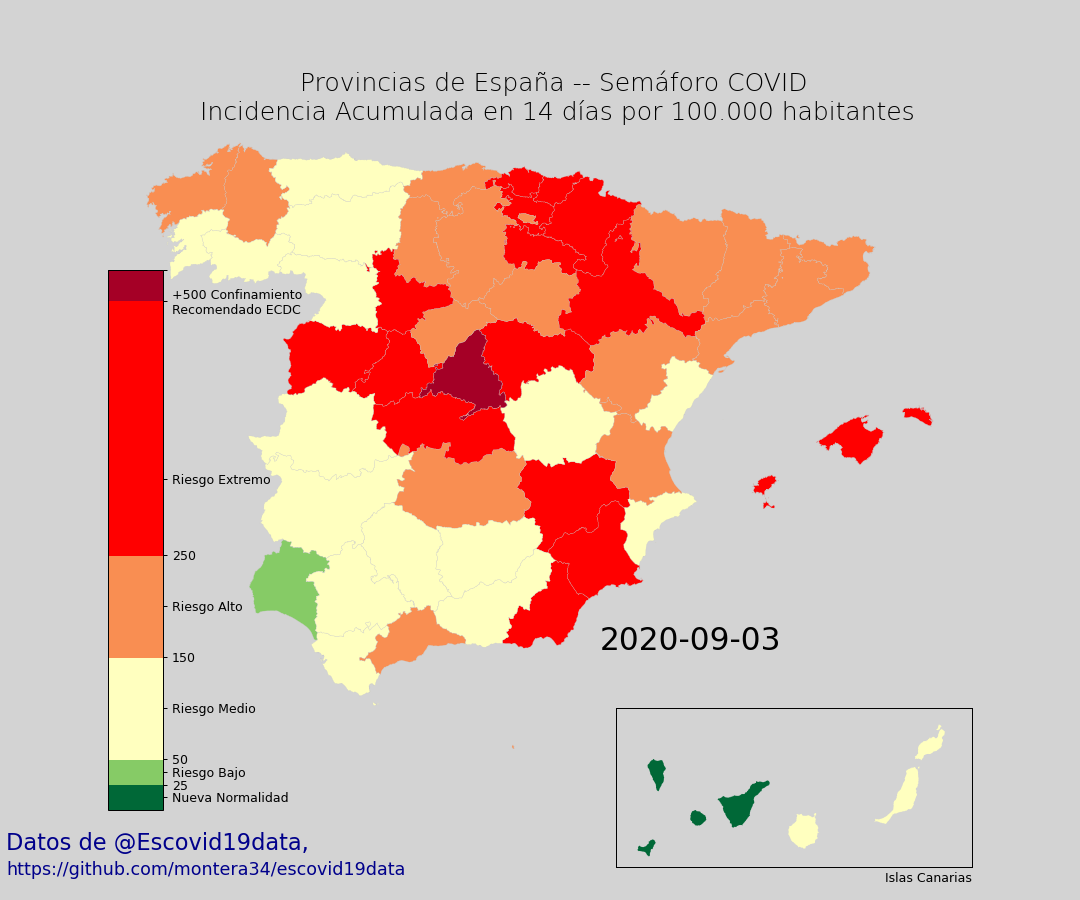 Provincias de España -- Semáforo COVID
Incidencia Acumulada en 14 días por 100.000 habitantes
+500 Confinamiento
Recomendado ECDC
Riesgo Extremo
250
Riesgo Alto
150
Riesgo Medio
50
Riesgo Bajo
25
Nueva Normalidad
2020-09-03
Islas Canarias
Datos de @Escovid19data,
https://github.com/montera34/escovid19data